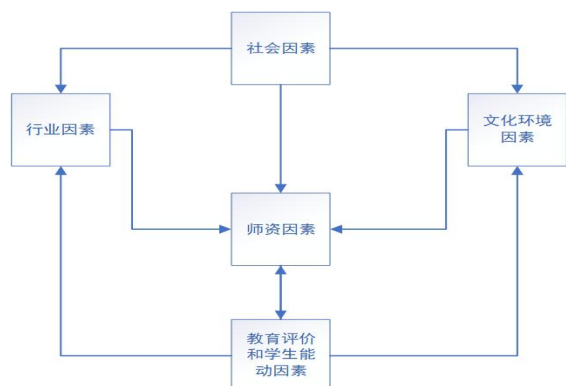 社会因素
行业因素
文化环境
因素
师资因素
教育评价
和学生能
动因素